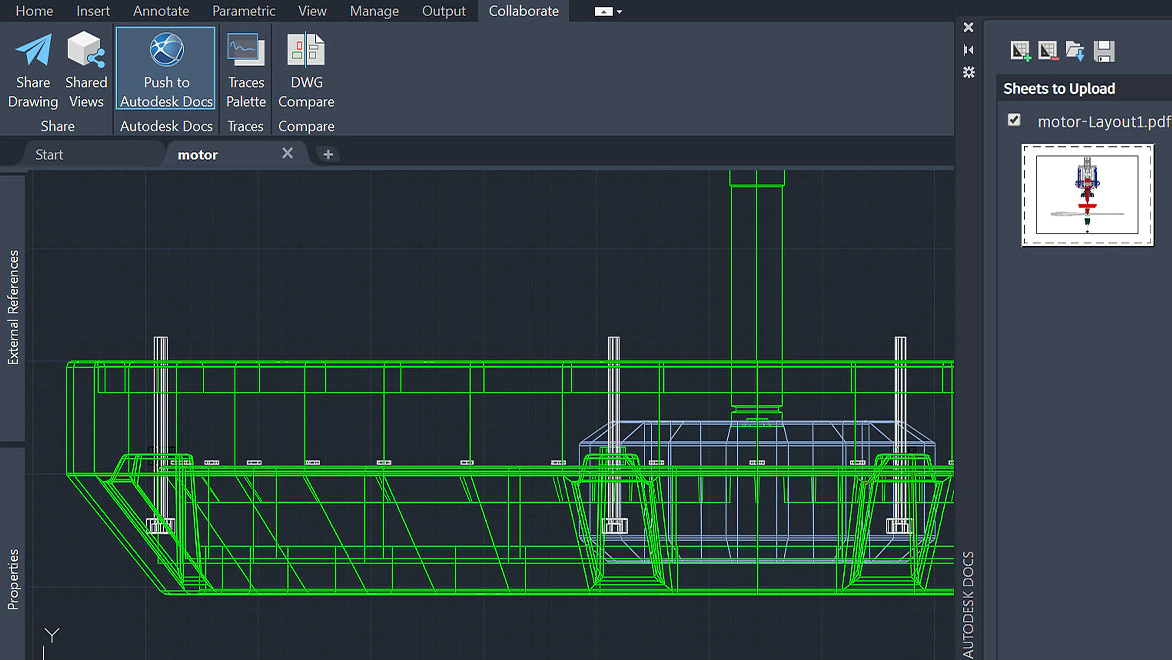 Home Insert Annotate Parametric View Manage Output Collaborate
Share Drawing
Shared Views
Push to Autodesk Docs
Traces Palette
DWG Compare
Share Autodesk Docs Traces Compare
Start motor
External References
Properties
Y
AUTODESK DOCS
Sheets to Upload
motor-Layout1.pdf